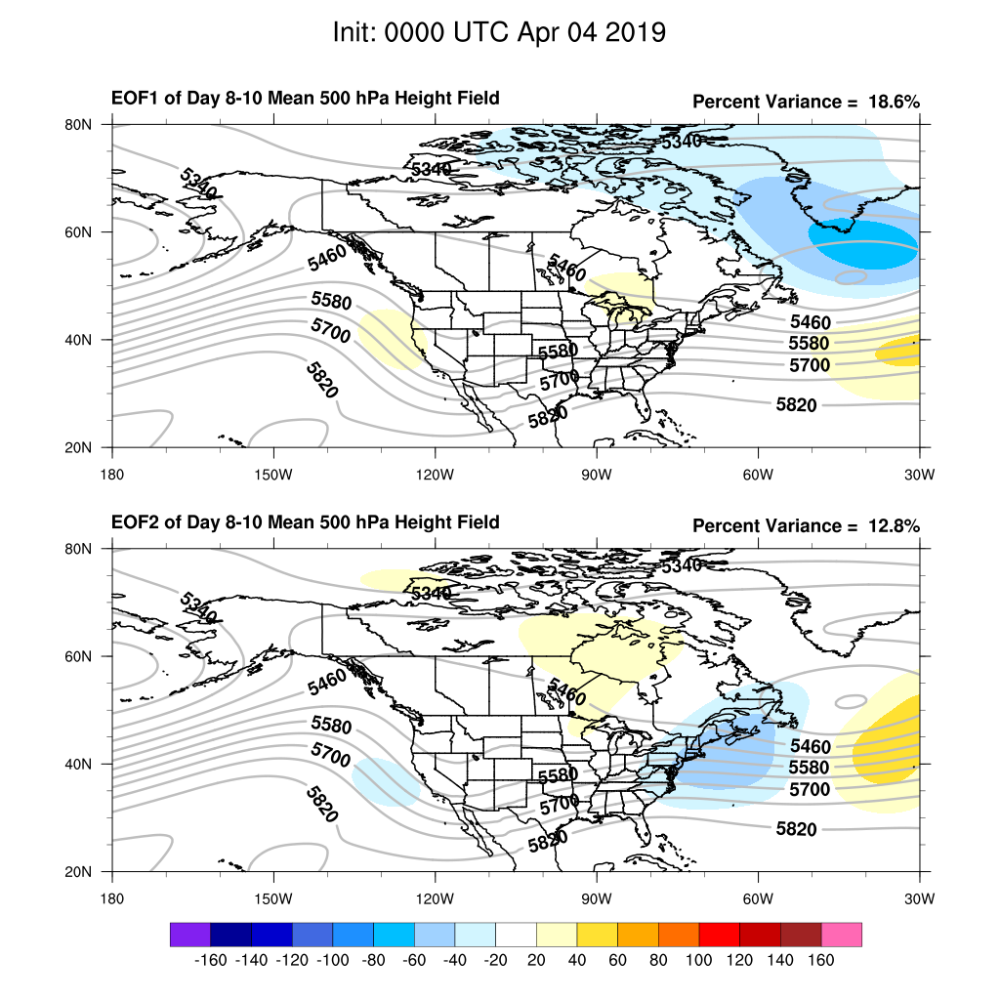 Init: 0000 UTC Apr 04 2019
EOF1 of Day 8-10 Mean 500 hPa Height Field
Percent Variance = 18.6%
80N
60N
40N
20N
5340
5340
5340
5460
5460
5580
5700
5820
5580
5700
5820
5460
5580
5700
5820
180
150W
120W
90W
60W
30W
EOF2 of Day 8-10 Mean 500 hPa Height Field
Percent Variance = 12.8%
80N
60N
40N
20N
5340
5340
5340
5460
5460
5580
5700
5820
5580
5700
5820
5460
5580
5700
5820
180
150W
120W
90W
60W
30W
-160 -140 -120 -100 -80 -60 -40 -20 20 40 60 80 100 120 140 160